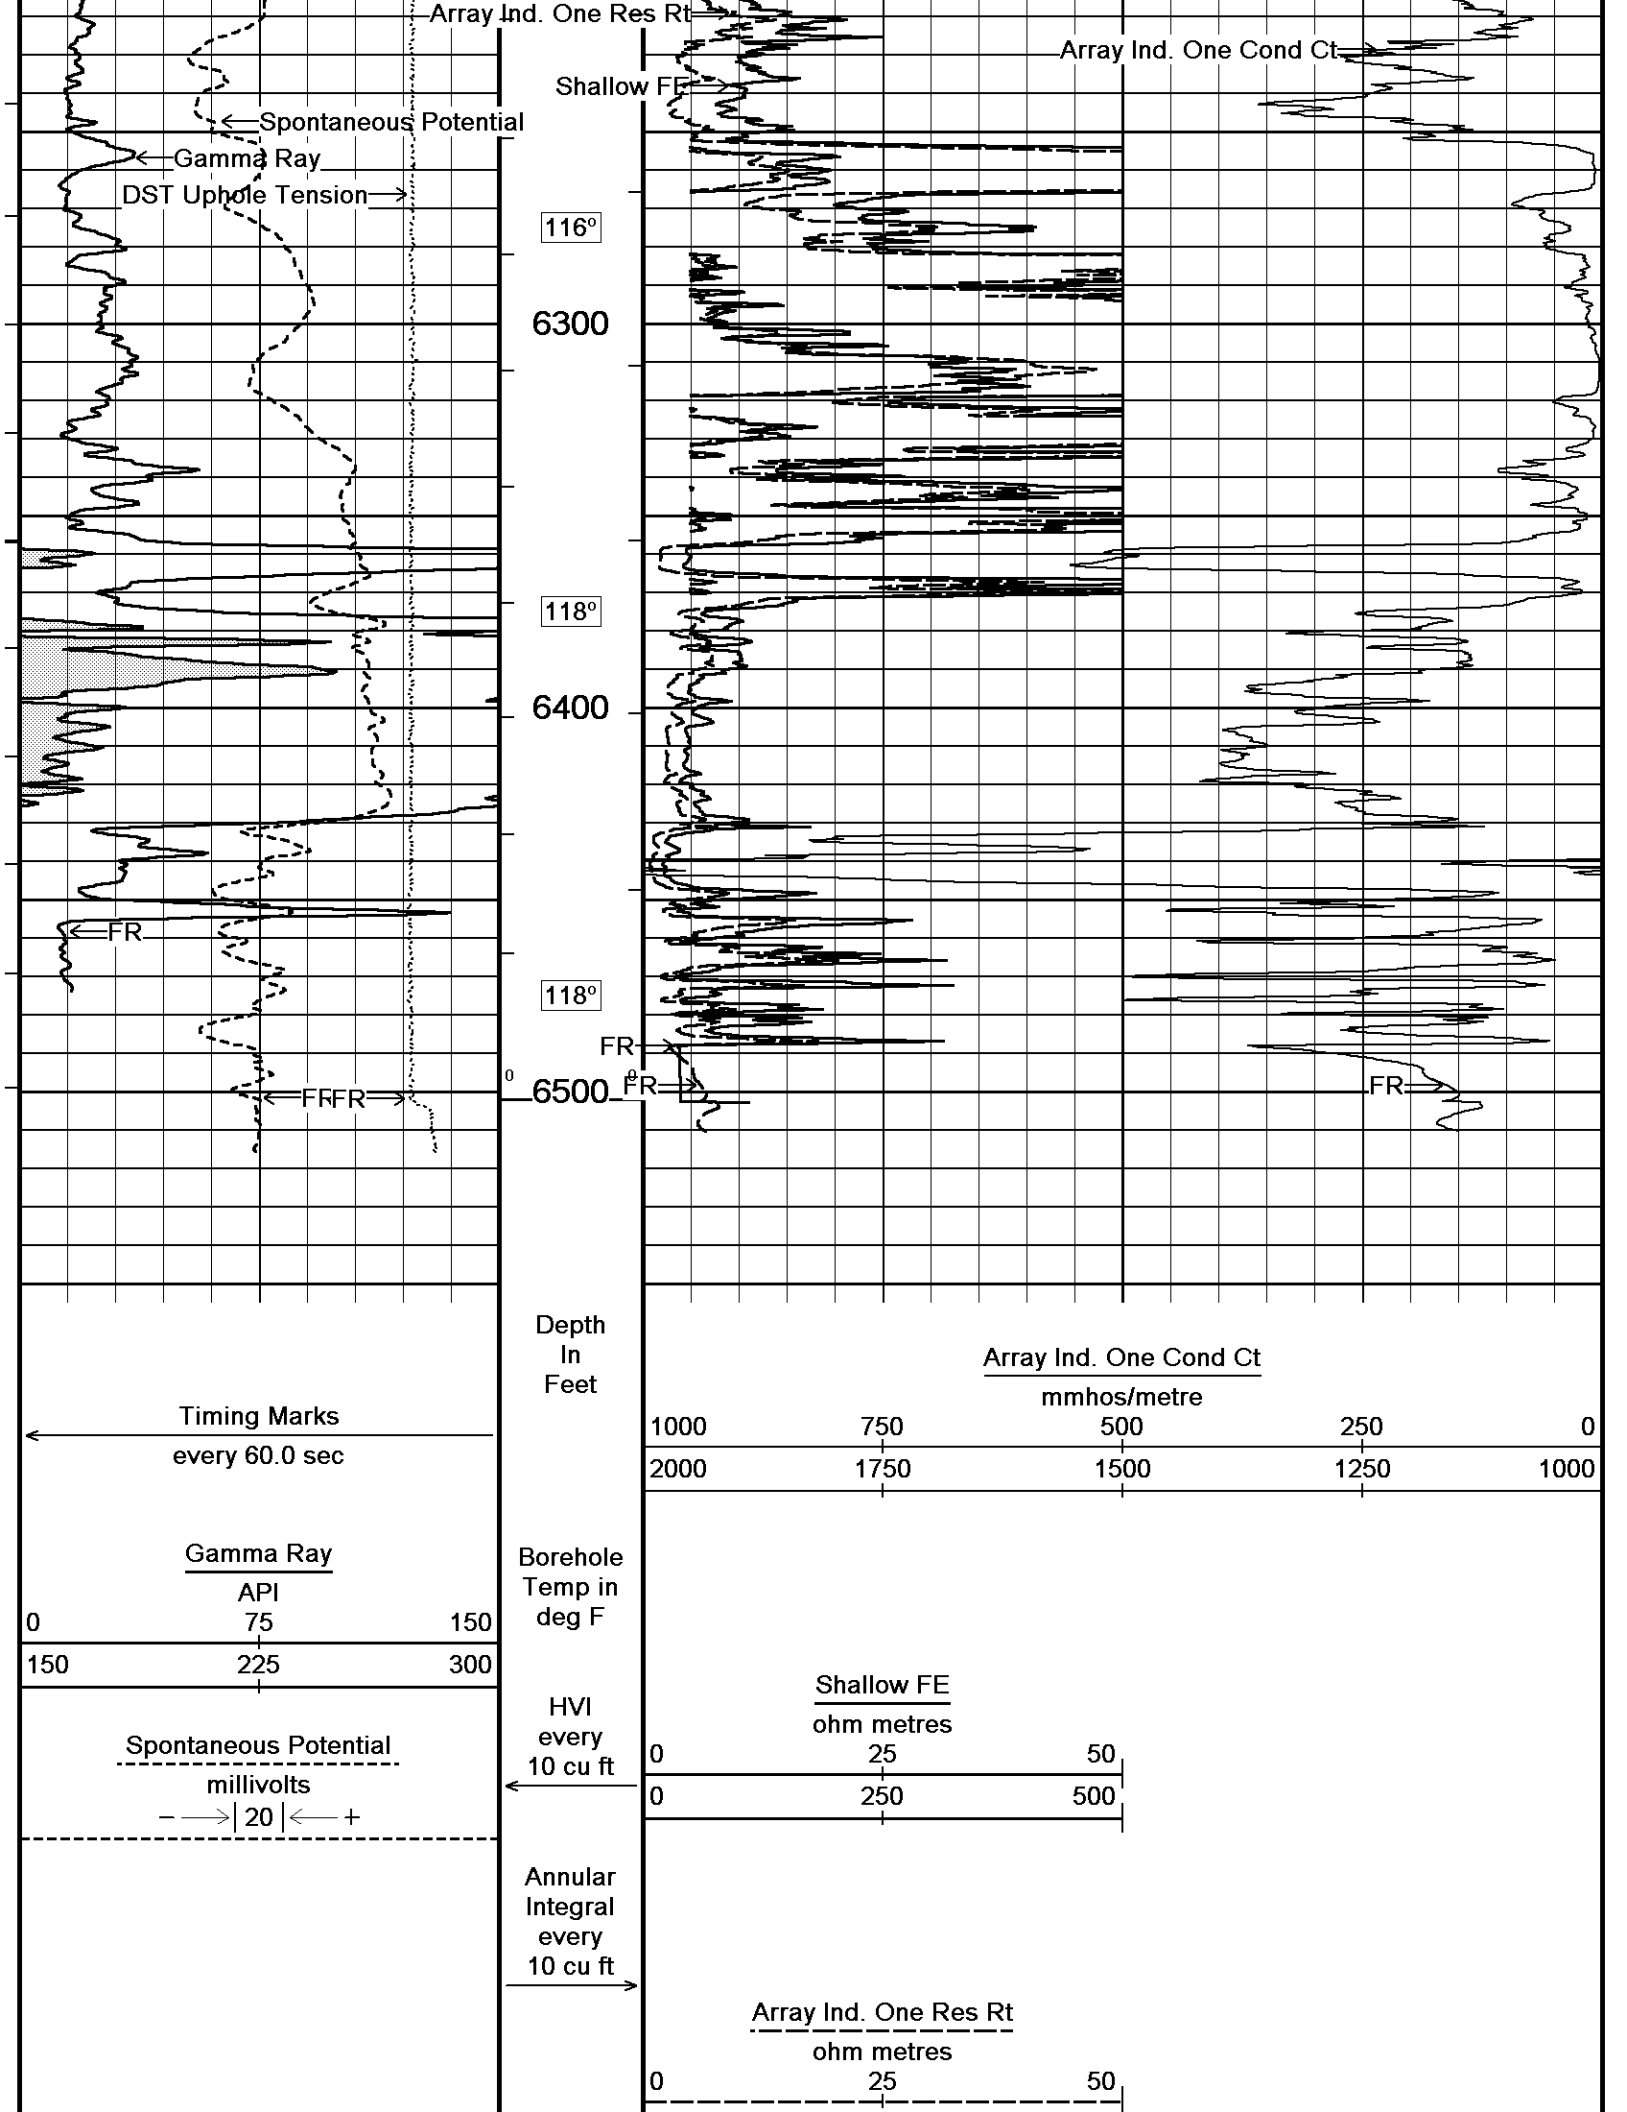 Array Ind. One Res Rt
Array Ind. One Cond Ct
Shallow FE
Spontaneous Potential
Gamma Ray
DST Uphole Tension
116º
6300
118º
6400
FR
118º
FR
0
0
6500
FR
FR
FR
FR
Depth
In
Feet
Array Ind. One Cond Ct
mmhos/metre
1000 750 500 250 0
2000 1750 1500 1250 1000
Timing Marks
every 60.0 sec
Gamma Ray
API
0 75 150
150 225 300
Borehole
Temp in
deg F
Shallow FE
ohm metres
0 25 50
0 250 500
HVI
every
10 cu ft
Spontaneous Potential
millivolts
− 20 +
Annular
Integral
every
10 cu ft
Array Ind. One Res Rt
ohm metres
0 25 50